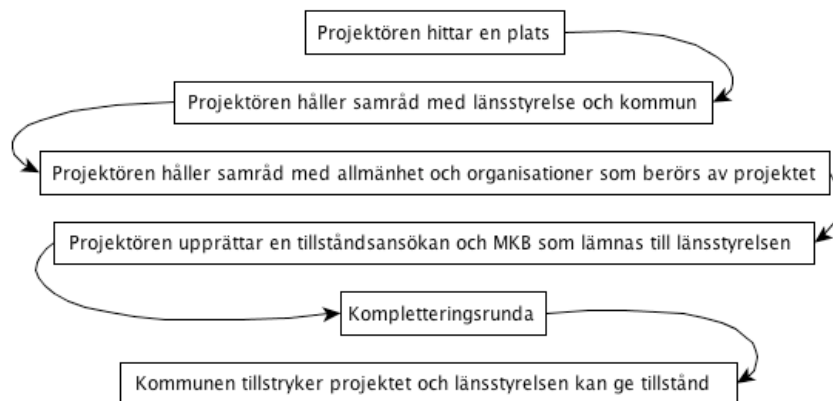 Projektören hittar en plats
Projektören håller samråd med länsstyrelse och kommun
Projektören håller samråd med allmänhet och organisationer som berörs av projektet
Projektören upprättar en tillståndsansökan och MKB som lämnas till länsstyrelsen
Kompletteringsrunda
Kommunen tillstryker projektet och länsstyrelsen kan ge tillstånd